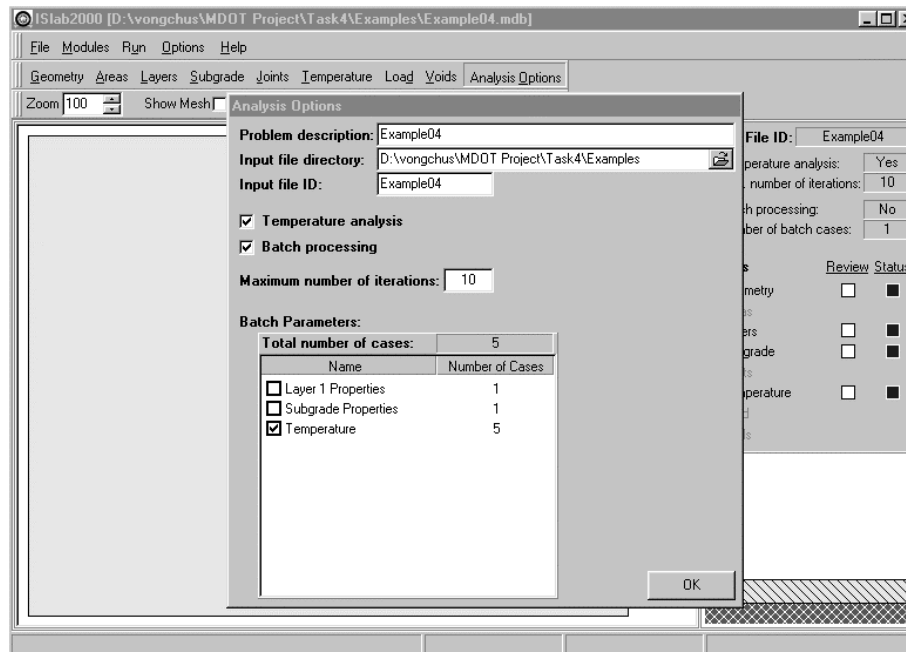 ISlab2000 [D:\vongchus\MDOT Project\Task4\Examples\Example04.mdb]
File Modules Run Options Help
Geometry Areas Layers Subgrade Joints Temperature Load Voids Analysis Options
Zoom 100 Show Mesh
Analysis Options
Problem description: Example04
Input file directory: D:\vongchus\MDOT Project\Task4\Examples
Input file ID: Example04
Temperature analysis
Batch processing
Maximum number of iterations: 10
Batch Parameters:
Total number of cases: 5
Name Number of Cases
Layer 1 Properties 1
Subgrade Properties 1
Temperature 5
OK
File ID: Example04
perature analysis: Yes
. number of iterations: 10
h processing: No
ber of batch cases: 1
s Review Status
metry
as
ers
grade
ts
perature
d
ds